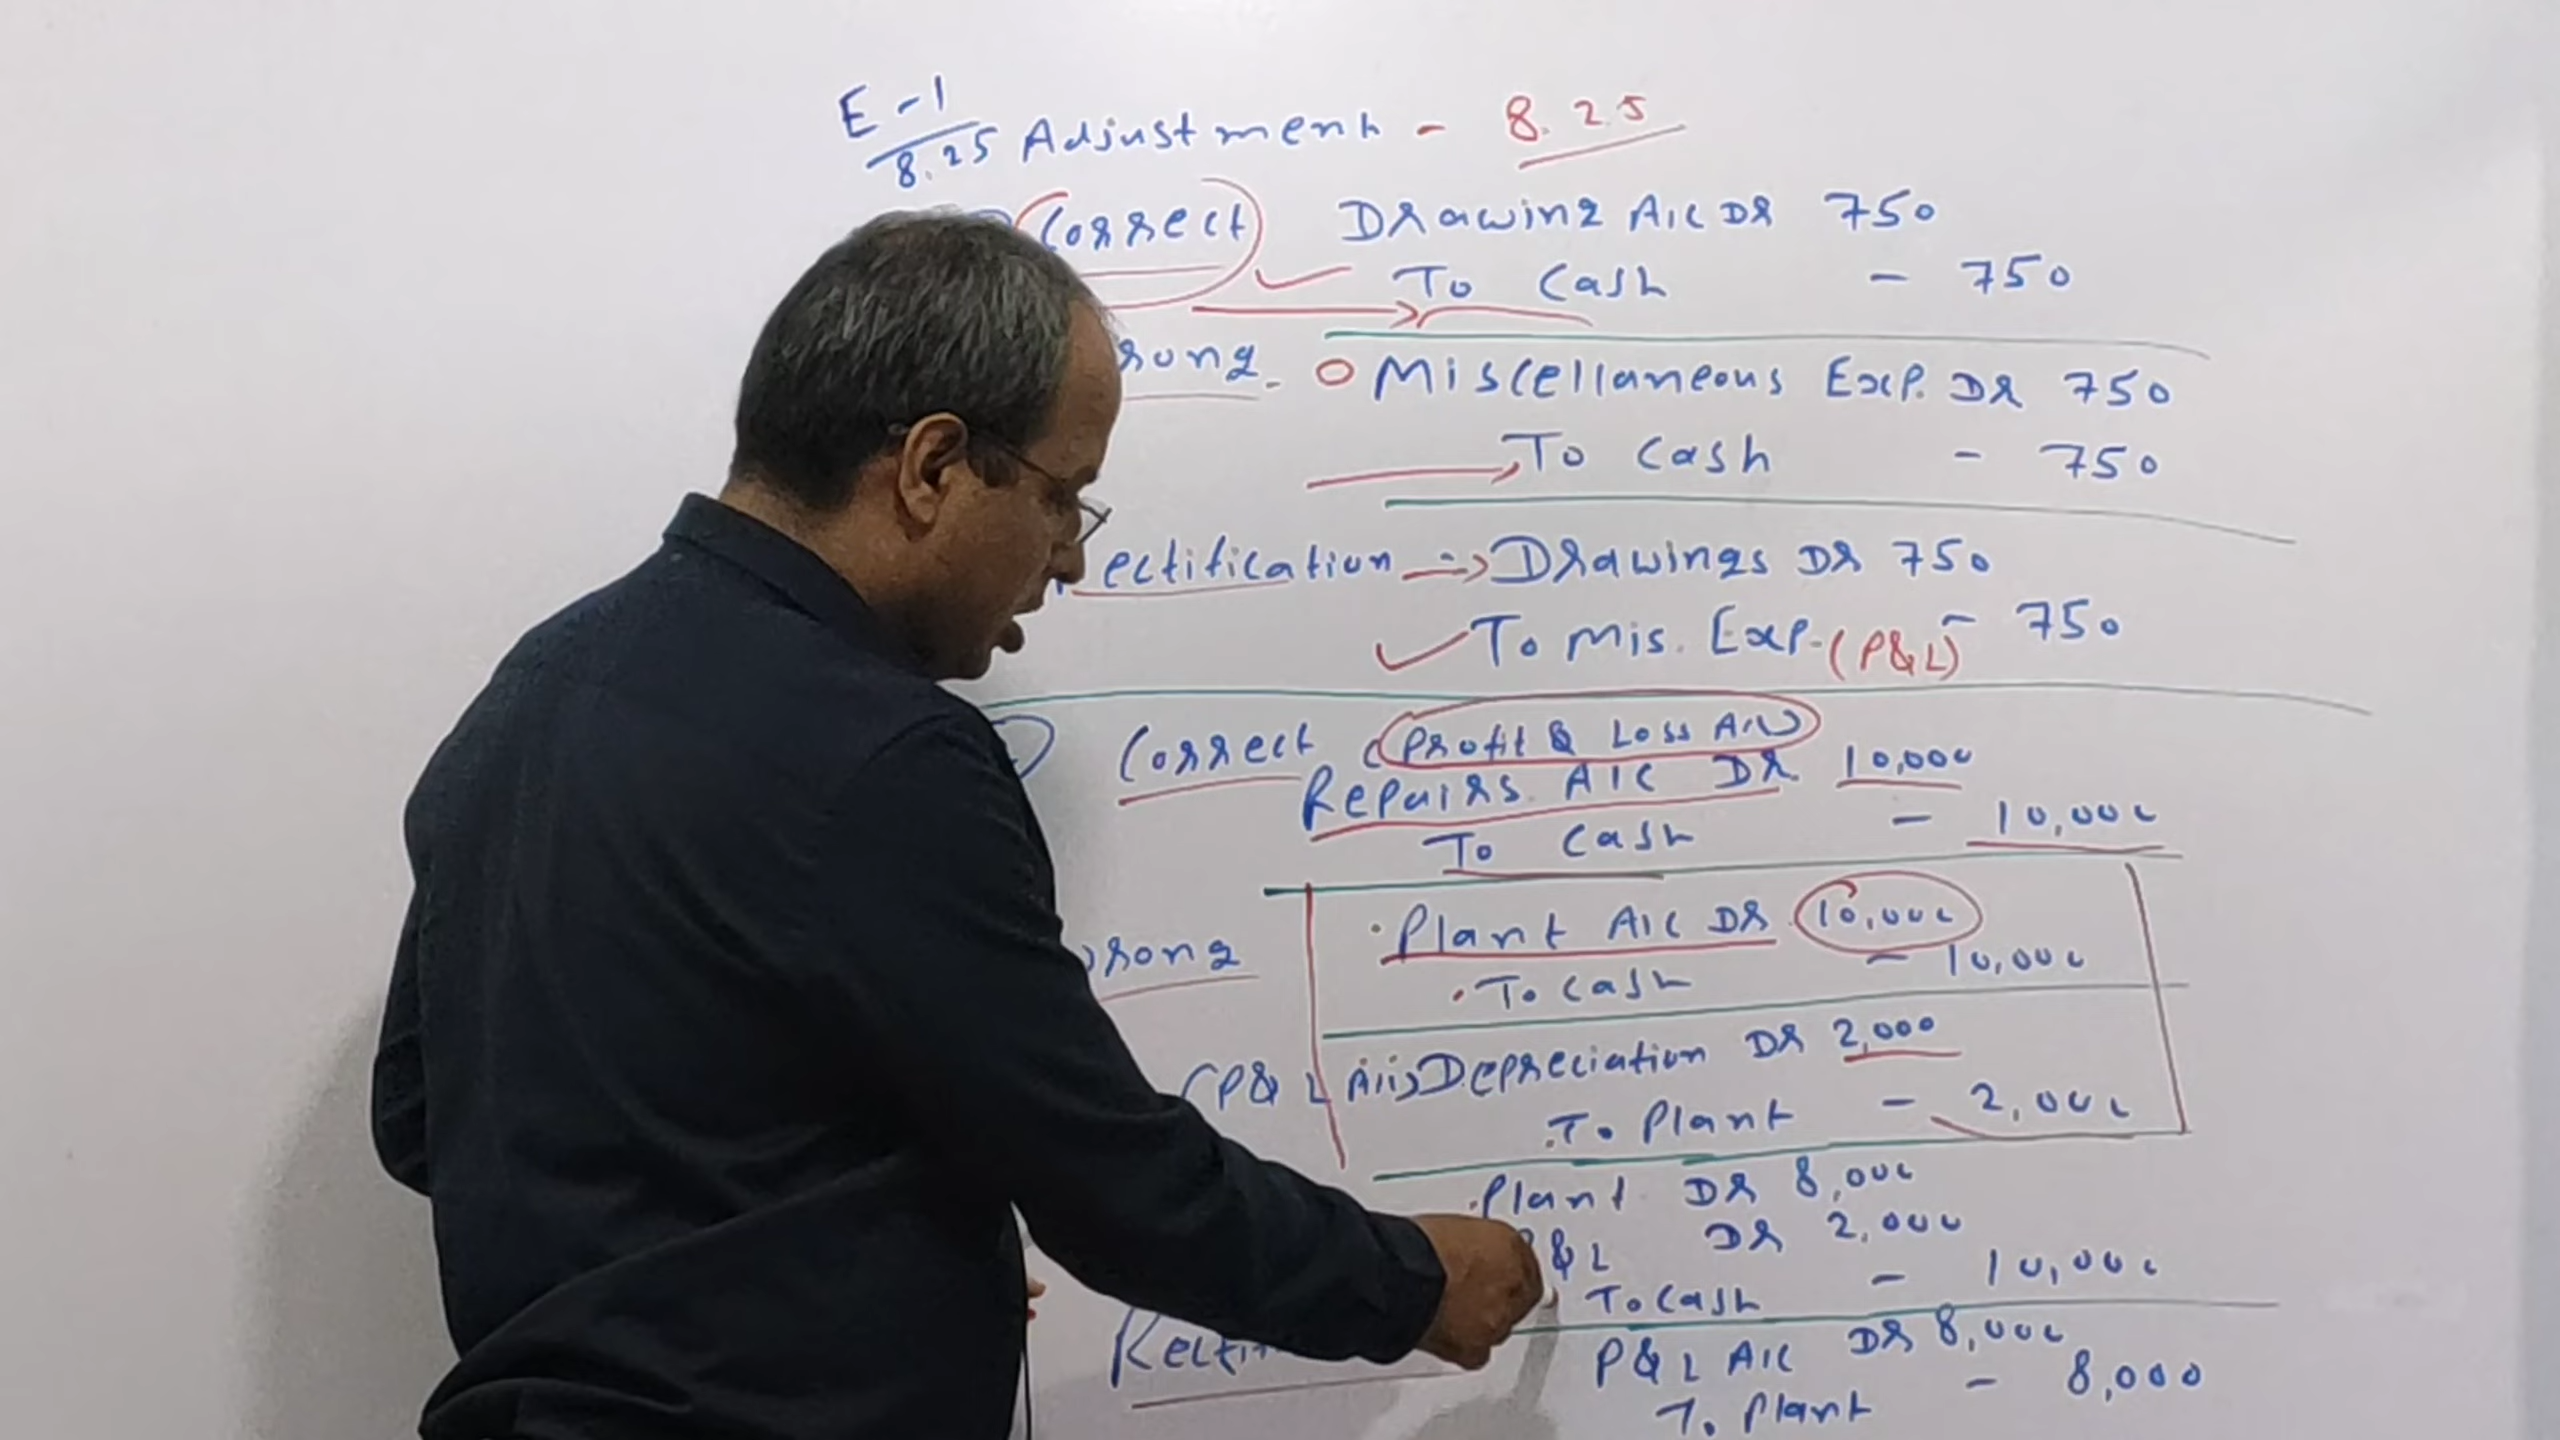 E-1
8.25 Adjustment - 8.25
Correct Drawing A/C DR 750
To Cash - 750
rong - Miscellaneous Exp. DR 750
To Cash - 750
ectification -> Drawings DR 750
To Mis. Exp. (P&L) - 750
Correct (Profit & Loss A/C)
Repairs A/C DR. 10,000
To Cash - 10,000
rong Plant A/C DR 10,000
To Cash - 10,000
(P&L A/C) Depreciation DR 2,000
To Plant - 2,000
Plant DR 8,000
&L DR 2,000
To Cash - 10,000
Recti P&L A/C DR 8,000
To Plant - 8,000